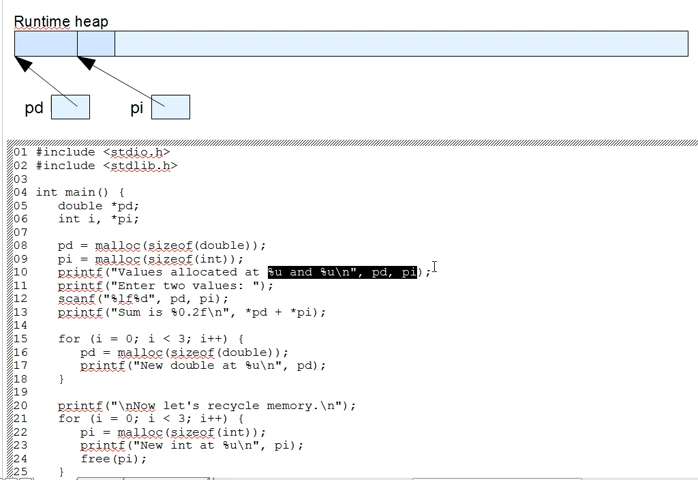 Runtime heap
pd pi
01 #include <stdio.h>
02 #include <stdlib.h>
03
04 int main() {
05    double *pd;
06    int i, *pi;
07
08    pd = malloc(sizeof(double));
09    pi = malloc(sizeof(int));
10    printf("Values allocated at %u and %u\n", pd, pi);
11    printf("Enter two values: ");
12    scanf("%lf%d", pd, pi);
13    printf("Sum is %0.2f\n", *pd + *pi);
14
15    for (i = 0; i < 3; i++) {
16       pd = malloc(sizeof(double));
17       printf("New double at %u\n", pd);
18    }
19
20    printf("\nNow let's recycle memory.\n");
21    for (i = 0; i < 3; i++) {
22       pi = malloc(sizeof(int));
23       printf("New int at %u\n", pi);
24       free(pi);
25    }